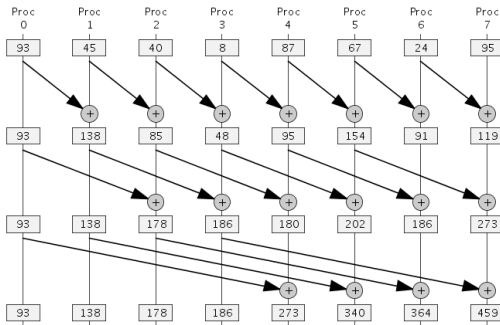 Proc Proc Proc Proc Proc Proc Proc Proc
0 1 2 3 4 5 6 7
93 45 40 8 87 67 24 95
+ + + + + + +
93 138 85 48 95 154 91 119
+ + + + + +
93 138 178 186 180 202 186 273
+ + + +
93 138 178 186 273 340 364 459